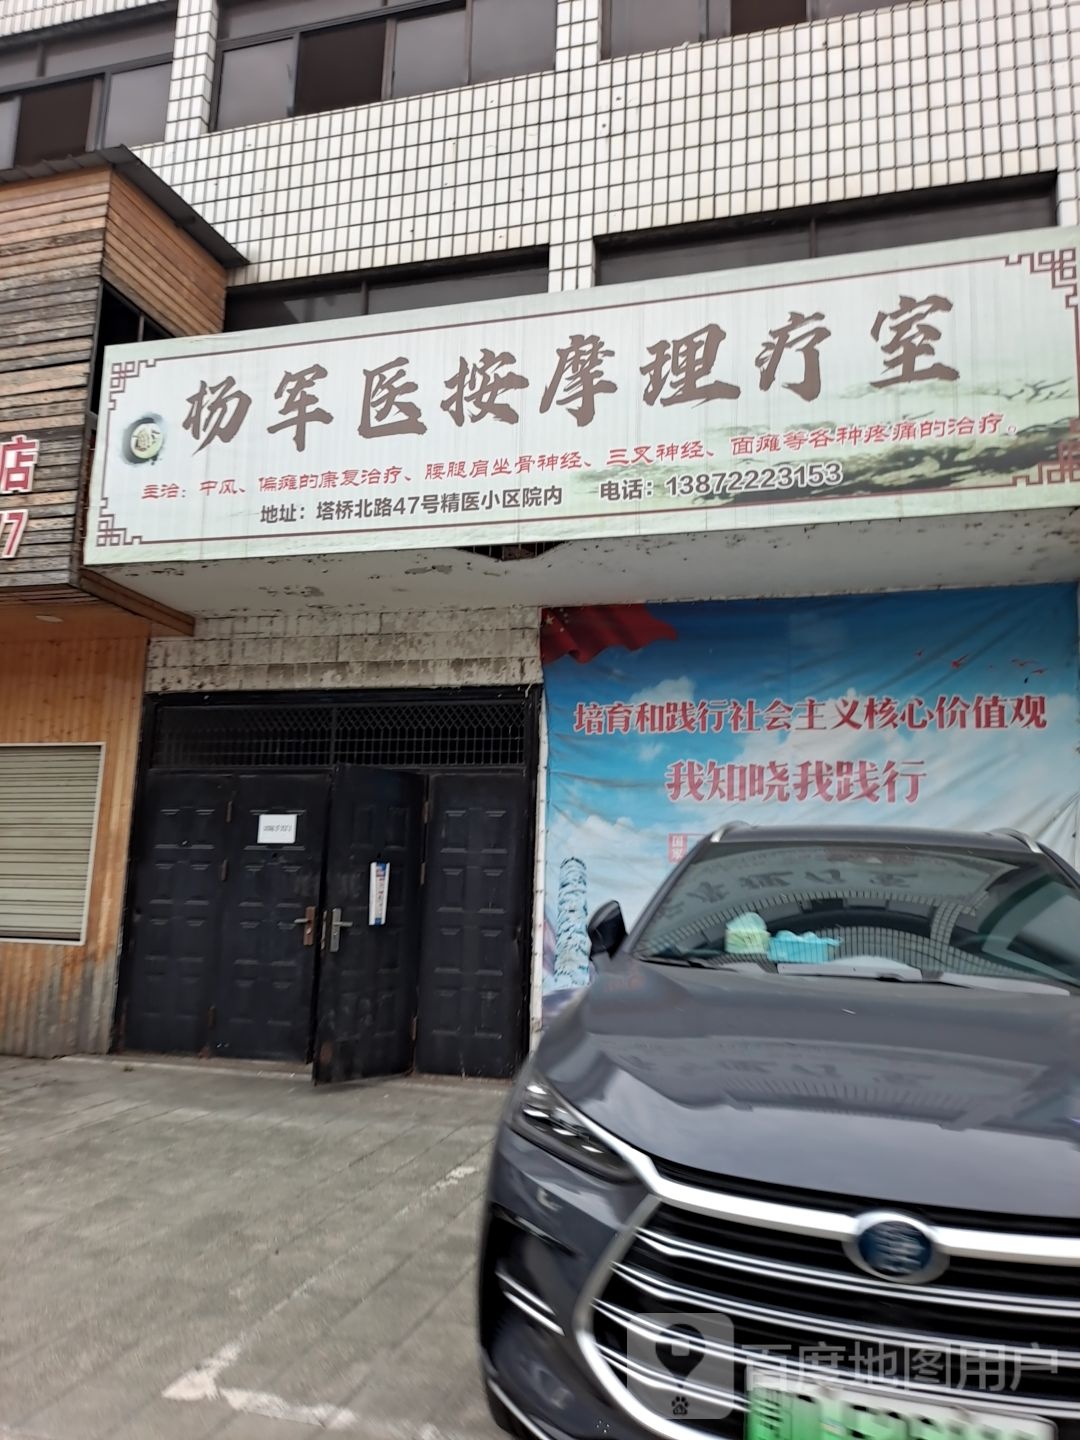 杨军医按摩理疗室
主治：中风、偏瘫的康复治疗、腰腿肩坐骨神经、三叉神经、面瘫等各种疼痛的治疗。
地址：塔桥北路47号精医小区院内 电话：13872223153
店
7
培育和践行社会主义核心价值观
我知晓我践行
国家
百度地图用户